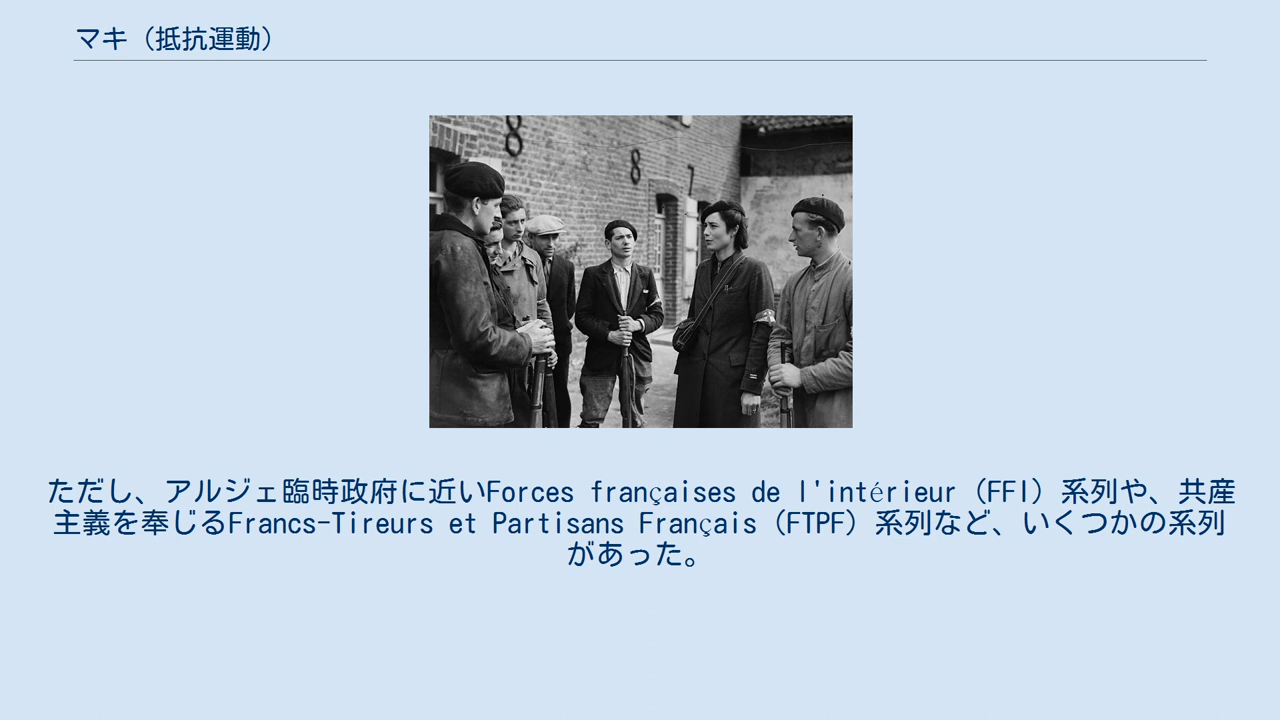 マキ（抵抗運動）
8
8
7
ただし、アルジェ臨時政府に近いForces françaises de l'intérieur（FFI）系列や、共産
主義を奉じるFrancs-Tireurs et Partisans Français（FTPF）系列など、いくつかの系列
があった。